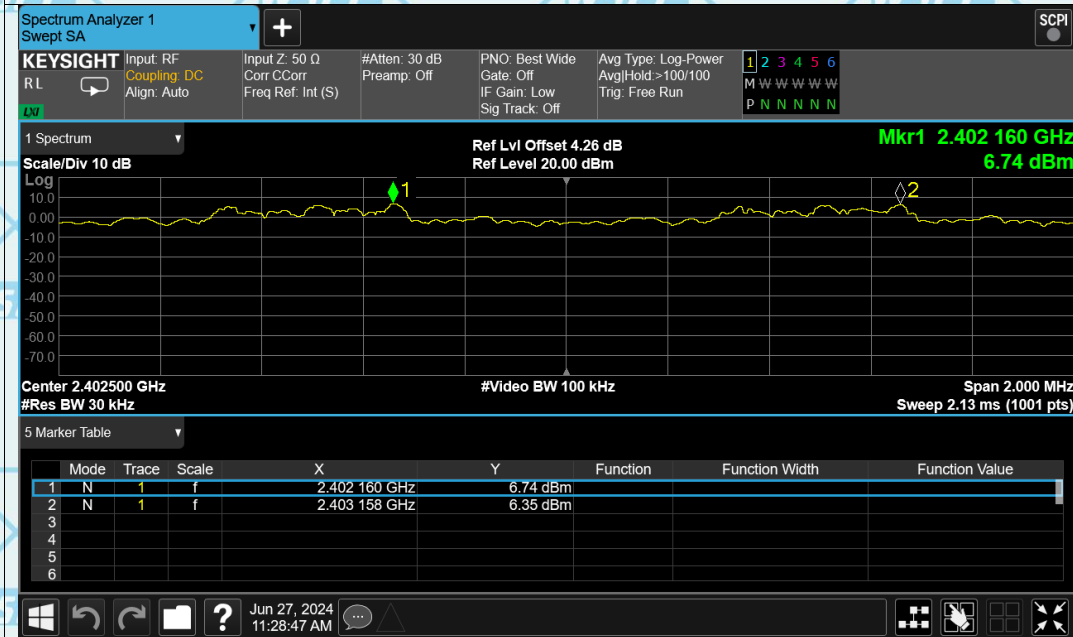 Spectrum Analyzer 1
Swept SA
+
SCPI
KEYSIGHT
R L
LXI
Input: RF
Coupling: DC
Align: Auto
Input Z: 50 Ω
Corr CCorr
Freq Ref: Int (S)
#Atten: 30 dB
Preamp: Off
PNO: Best Wide
Gate: Off
IF Gain: Low
Sig Track: Off
Avg Type: Log-Power
Avg|Hold:>100/100
Trig: Free Run
1 2 3 4 5 6
M W W W W W
P N N N N N
1 Spectrum
Scale/Div 10 dB
Ref Lvl Offset 4.26 dB
Ref Level 20.00 dBm
Mkr1 2.402 160 GHz
6.74 dBm
Log
10.0
0.00
-10.0
-20.0
-30.0
-40.0
-50.0
-60.0
-70.0
1
2
Center 2.402500 GHz
#Video BW 100 kHz
Span 2.000 MHz
#Res BW 30 kHz
Sweep 2.13 ms (1001 pts)
5 Marker Table
Mode Trace Scale X Y Function Function Width Function Value
1 N 1 f 2.402 160 GHz 6.74 dBm
2 N 1 f 2.403 158 GHz 6.35 dBm
3
4
5
6
?
Jun 27, 2024
11:28:47 AM